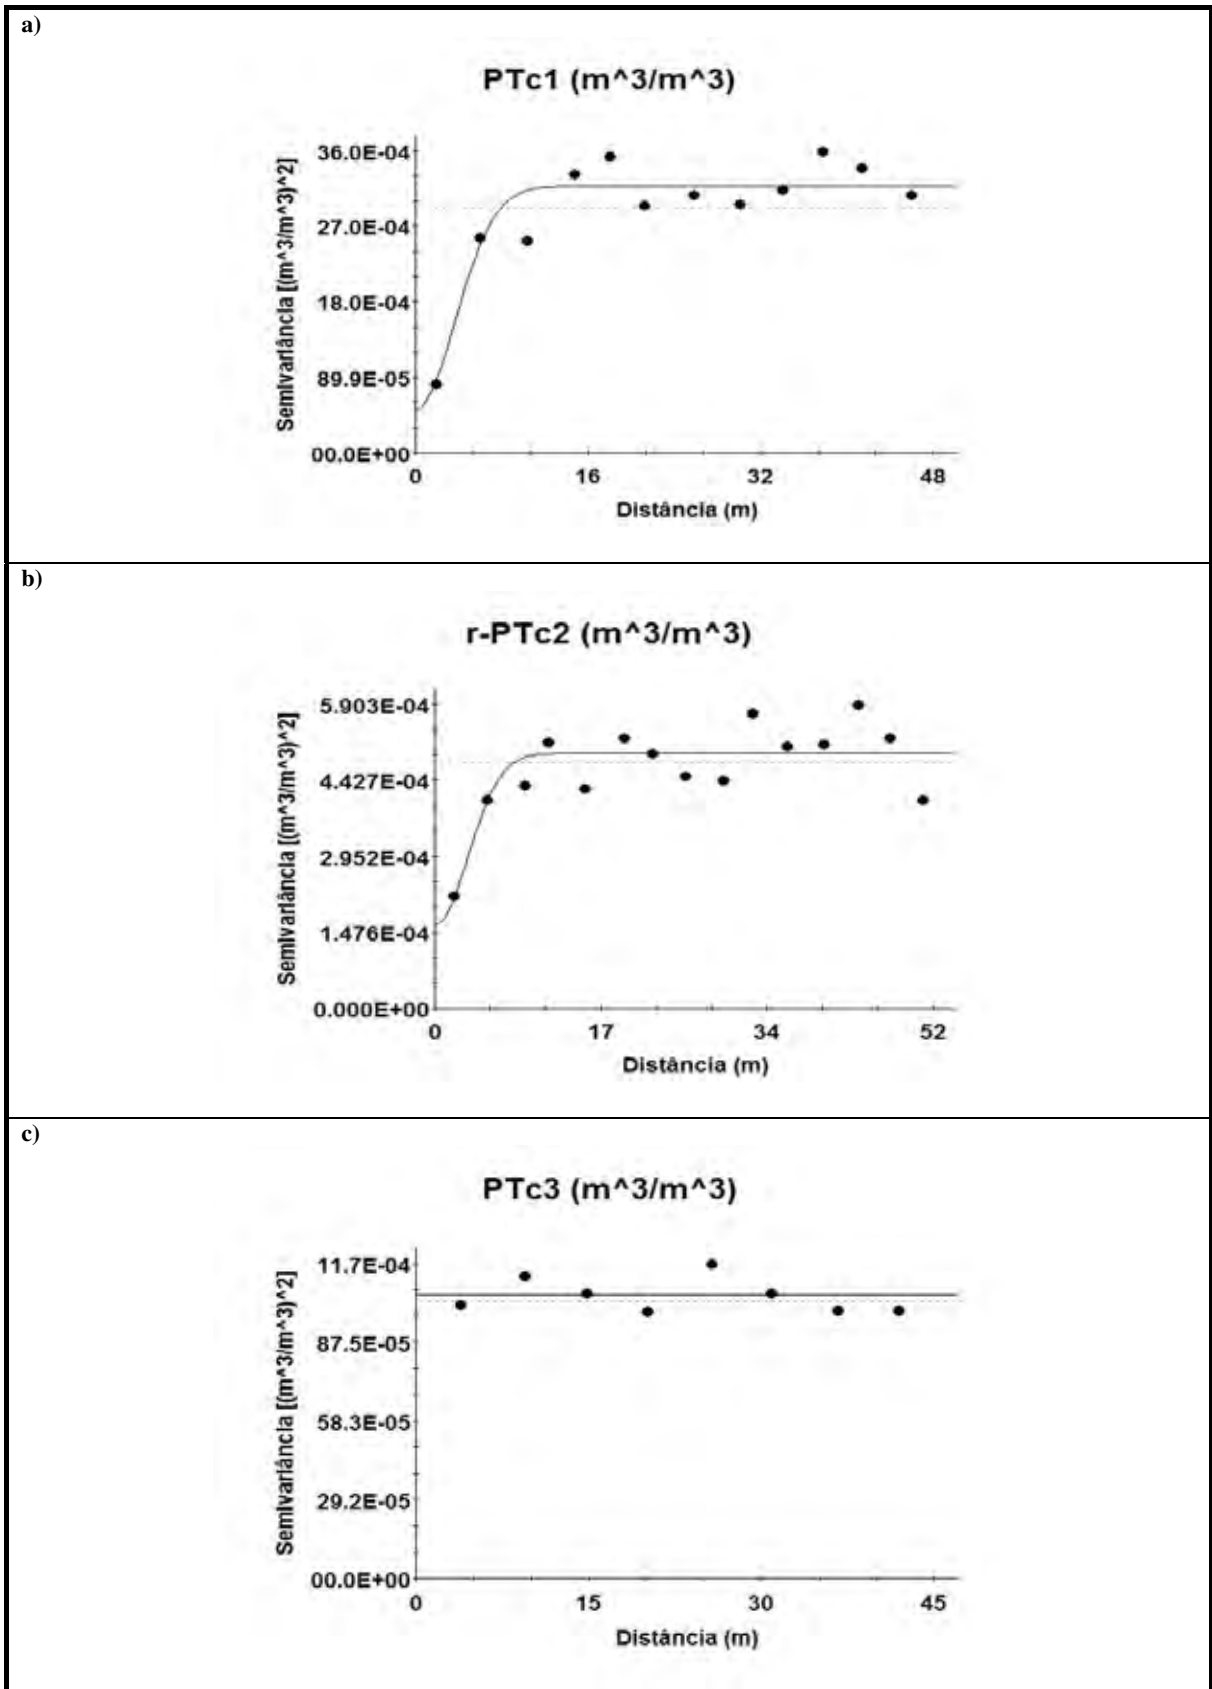 a)
PTc1 (m^3/m^3)
Semivariância [(m^3/m^3)^2]
36.0E-04
27.0E-04
18.0E-04
89.9E-05
00.0E+00
0 16 32 48
Distância (m)
b)
r-PTc2 (m^3/m^3)
Semivariância [(m^3/m^3)^2]
5.903E-04
4.427E-04
2.952E-04
1.476E-04
0.000E+00
0 17 34 52
Distância (m)
c)
PTc3 (m^3/m^3)
Semivariância [(m^3/m^3)^2]
11.7E-04
87.5E-05
58.3E-05
29.2E-05
00.0E+00
0 15 30 45
Distância (m)